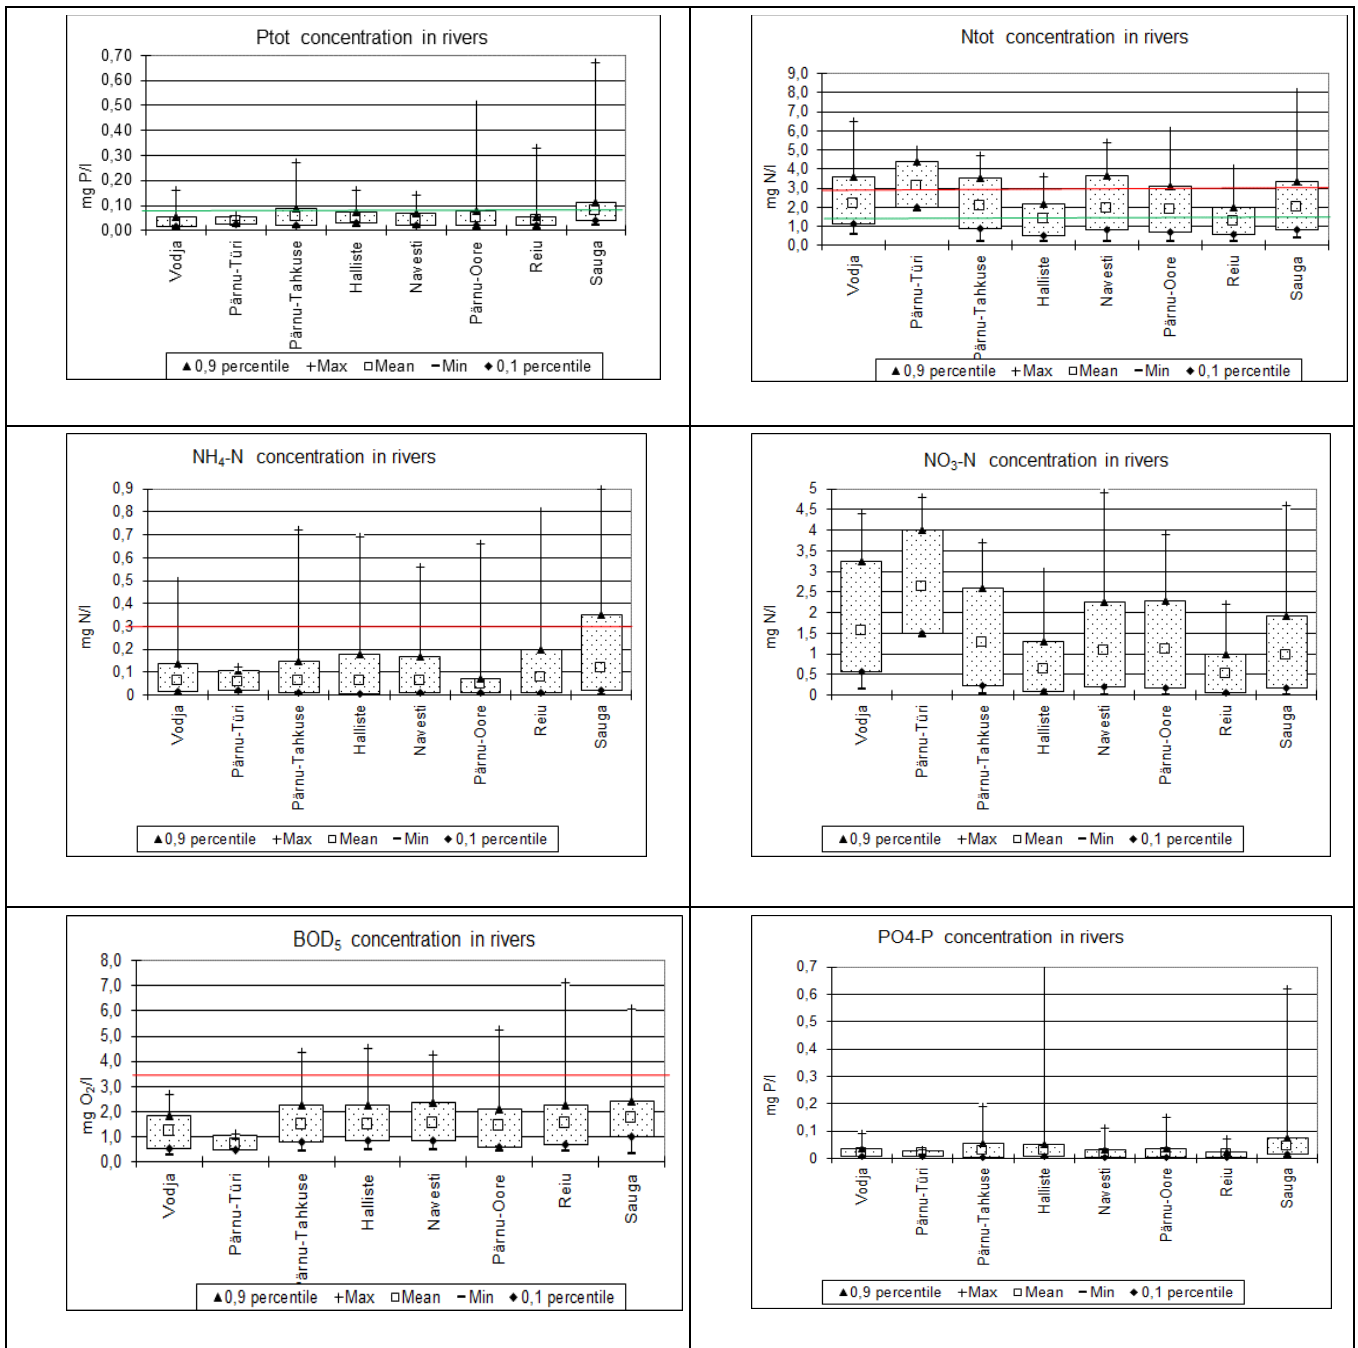 Ptot concentration in rivers
0,70
0,60
0,50
0,40
0,30
0,20
0,10
0,00
mg P/l
Vodja
Pärnu-Türi
Pärnu-Tahkuse
Halliste
Navesti
Pärnu-Oore
Reiu
Sauga
▲0,9 percentile +Max □Mean −Min ◆0,1 percentile
Ntot concentration in rivers
9,0
8,0
7,0
6,0
5,0
4,0
3,0
2,0
1,0
0,0
mg N/l
Vodja
Pärnu-Türi
Pärnu-Tahkuse
Halliste
Navesti
Pärnu-Oore
Reiu
Sauga
▲0,9 percentile +Max □Mean −Min ◆0,1 percentile
NH₄-N concentration in rivers
0,9
0,8
0,7
0,6
0,5
0,4
0,3
0,2
0,1
0
mg N/l
Vodja
Pärnu-Türi
Pärnu-Tahkuse
Halliste
Navesti
Pärnu-Oore
Reiu
Sauga
▲0,9 percentile +Max □Mean −Min ◆0,1 percentile
NO₃-N concentration in rivers
5
4,5
4
3,5
3
2,5
2
1,5
1
0,5
0
mg N/l
Vodja
Pärnu-Türi
Pärnu-Tahkuse
Halliste
Navesti
Pärnu-Oore
Reiu
Sauga
▲0,9 percentile +Max □Mean −Min ◆0,1 percentile
BOD₅ concentration in rivers
8,0
7,0
6,0
5,0
4,0
3,0
2,0
1,0
0,0
mg O₂/l
Vodja
Pärnu-Türi
Pärnu-Tahkuse
Halliste
Navesti
Pärnu-Oore
Reiu
Sauga
▲0,9 percentile +Max □Mean −Min ◆0,1 percentile
PO4-P concentration in rivers
0,7
0,6
0,5
0,4
0,3
0,2
0,1
0
mg P/l
Vodja
Pärnu-Türi
Pärnu-Tahkuse
Halliste
Navesti
Pärnu-Oore
Reiu
Sauga
▲0,9 percentile +Max □Mean −Min ◆0,1 percentile